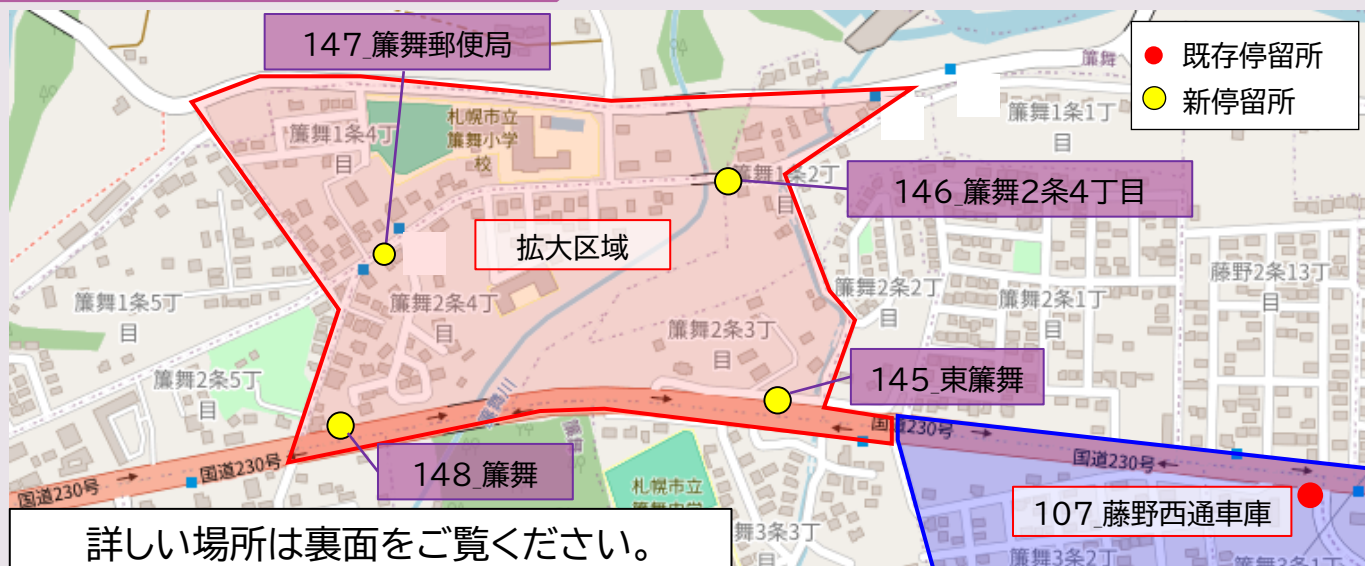 147_簾舞郵便局
既存停留所
新停留所
簾舞
簾舞1条1丁
目
札幌市立
簾舞小学
校
簾舞1条4丁
目
簾舞1条2丁
目
146_簾舞2条4丁目
拡大区域
藤野2条13丁
目
簾舞1条5丁
目
簾舞2条4丁
目
簾舞2条2丁
目
簾舞2条1丁
目
簾舞2条3丁
目
簾舞2条5丁
目
145_東簾舞
国道230号
国道230号
国道230号
国道230号
148_簾舞
札幌市立
107_藤野西通車庫
舞3条3丁
目
簾舞3条2丁
簾舞3条1丁
詳しい場所は裏面をご覧ください。